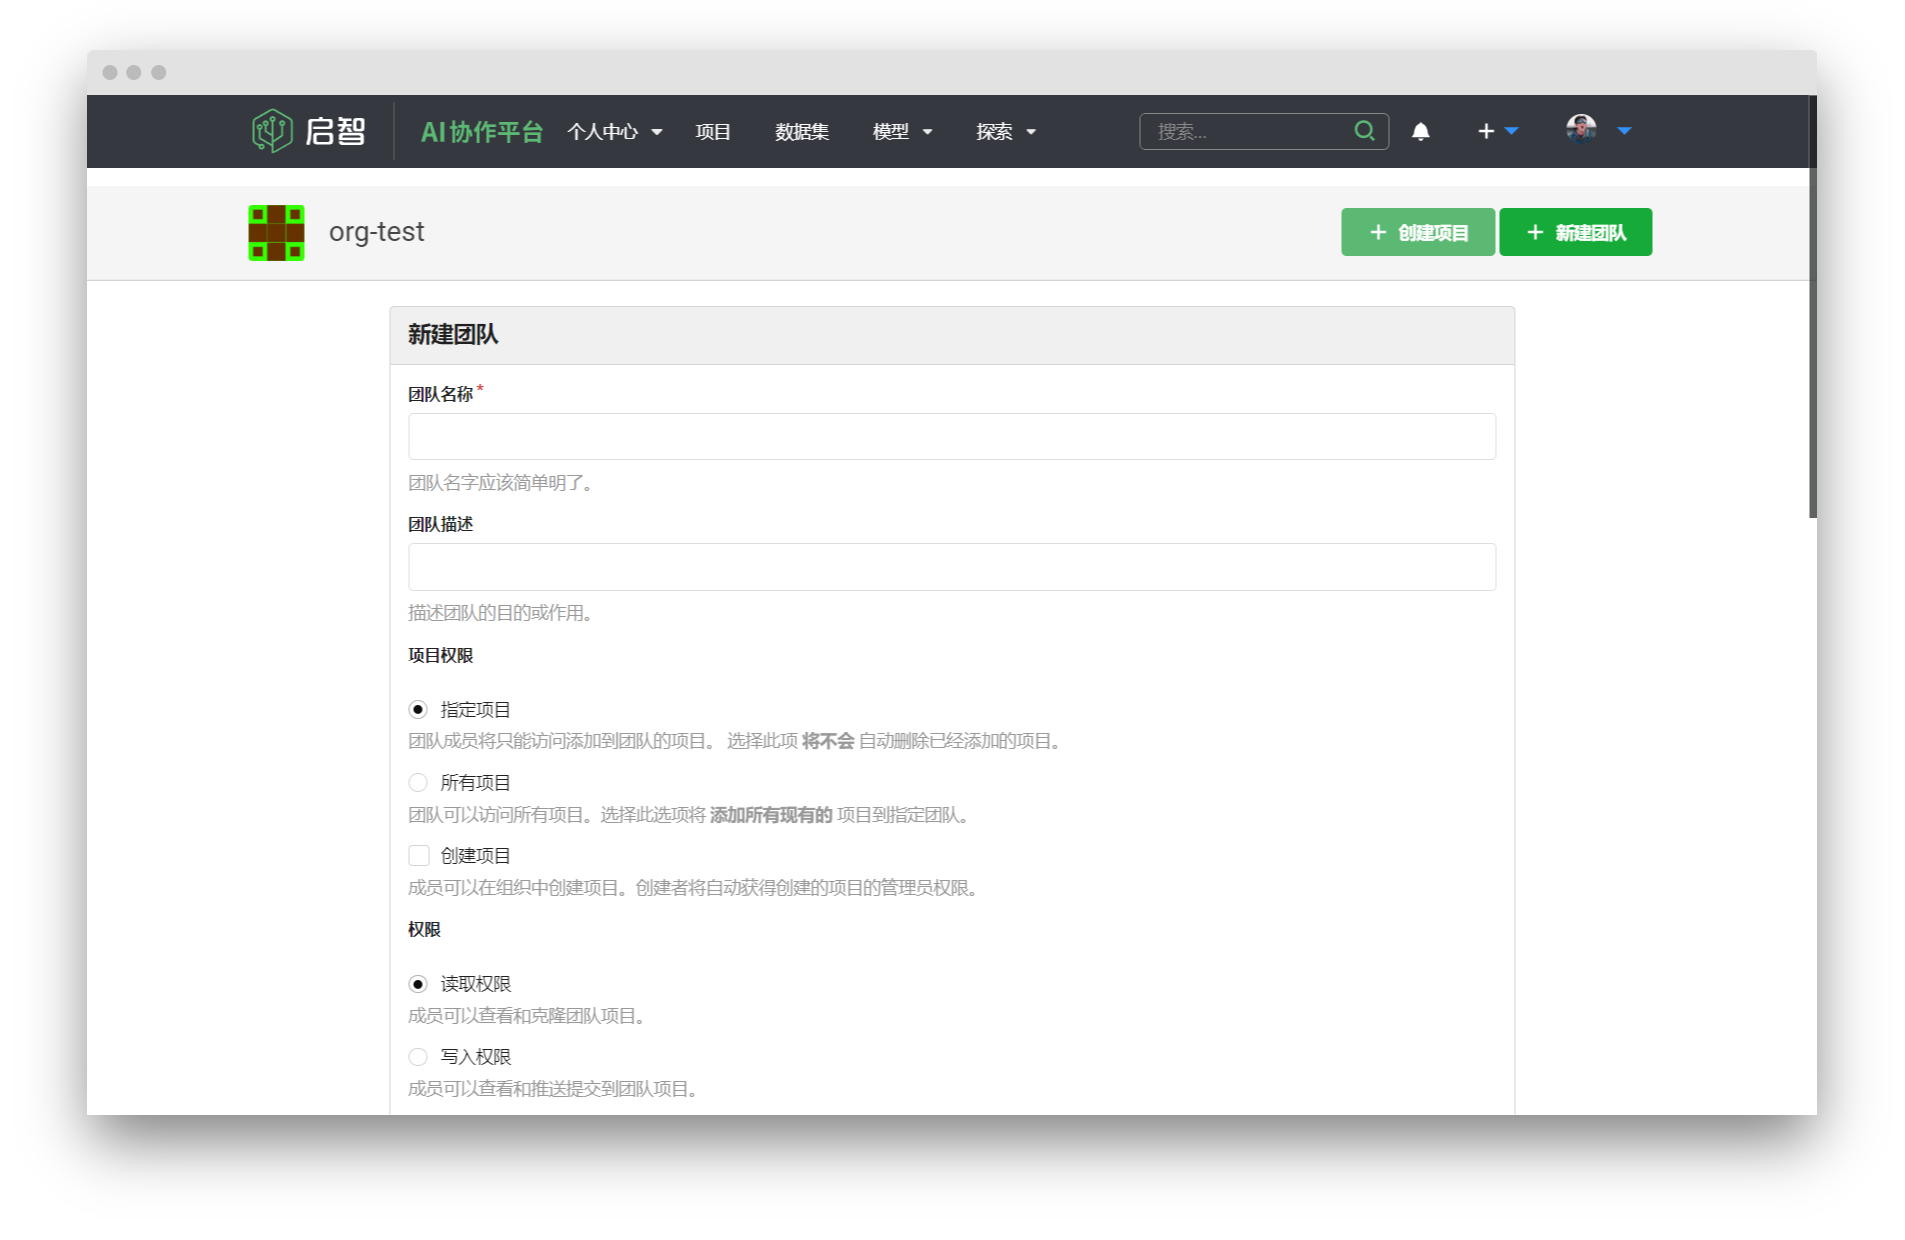 启智 AI协作平台 个人中心 项目 数据集 模型 探索 搜索...
org-test 创建项目 新建团队
新建团队
团队名称*
团队名字应该简单明了。
团队描述
描述团队的目的或作用。
项目权限
指定项目
团队成员将只能访问添加到团队的项目。 选择此项 将不会 自动删除已经添加的项目。
所有项目
团队可以访问所有项目。选择此选项将 添加所有现有的 项目到指定团队。
创建项目
成员可以在组织中创建项目。创建者将自动获得创建的项目的管理员权限。
权限
读取权限
成员可以查看和克隆团队项目。
写入权限
成员可以查看和推送提交到团队项目。